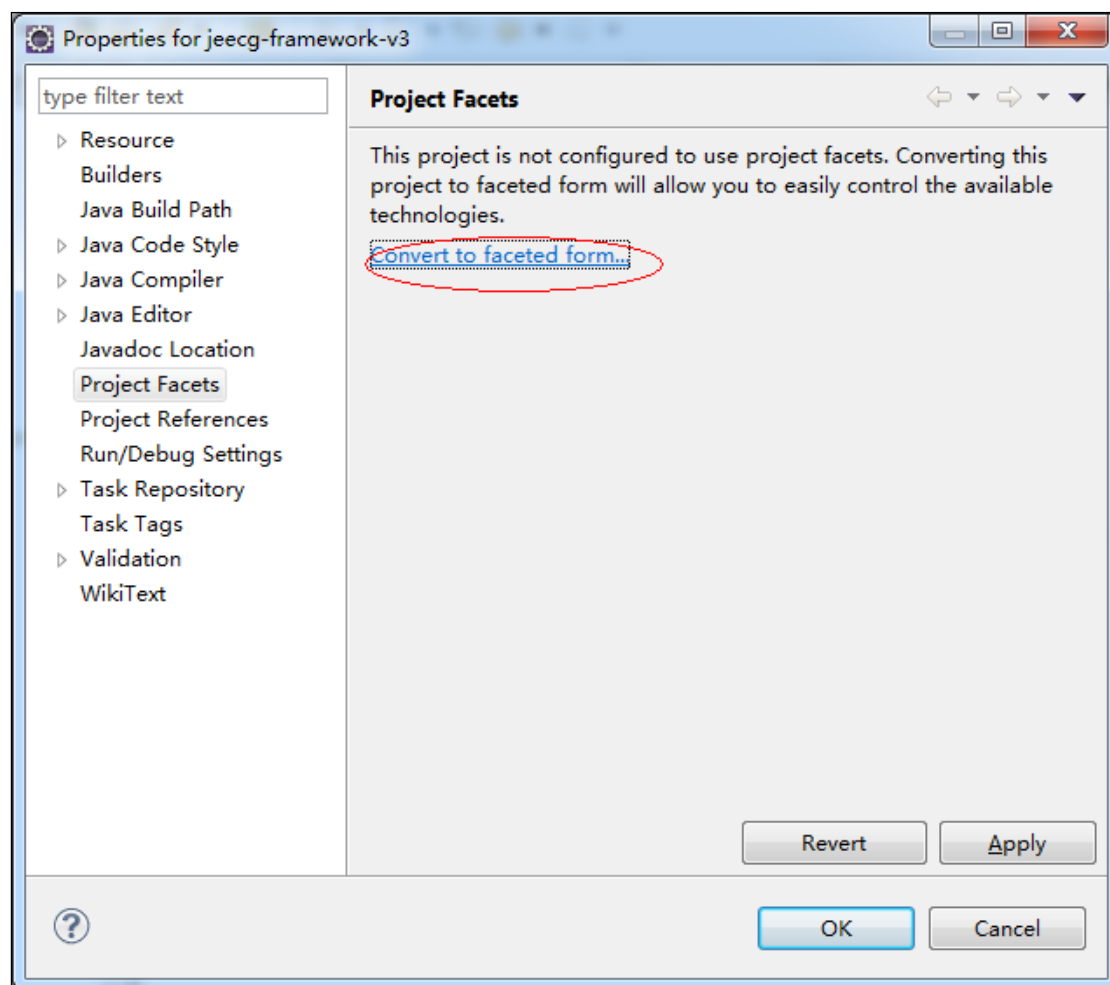 Properties for jeecg-framework-v3
type filter text
Resource
Builders
Java Build Path
Java Code Style
Java Compiler
Java Editor
Javadoc Location
Project Facets
Project References
Run/Debug Settings
Task Repository
Task Tags
Validation
WikiText
Project Facets
This project is not configured to use project facets. Converting this
project to faceted form will allow you to easily control the available
technologies.
Convert to faceted form...
Revert
Apply
OK
Cancel